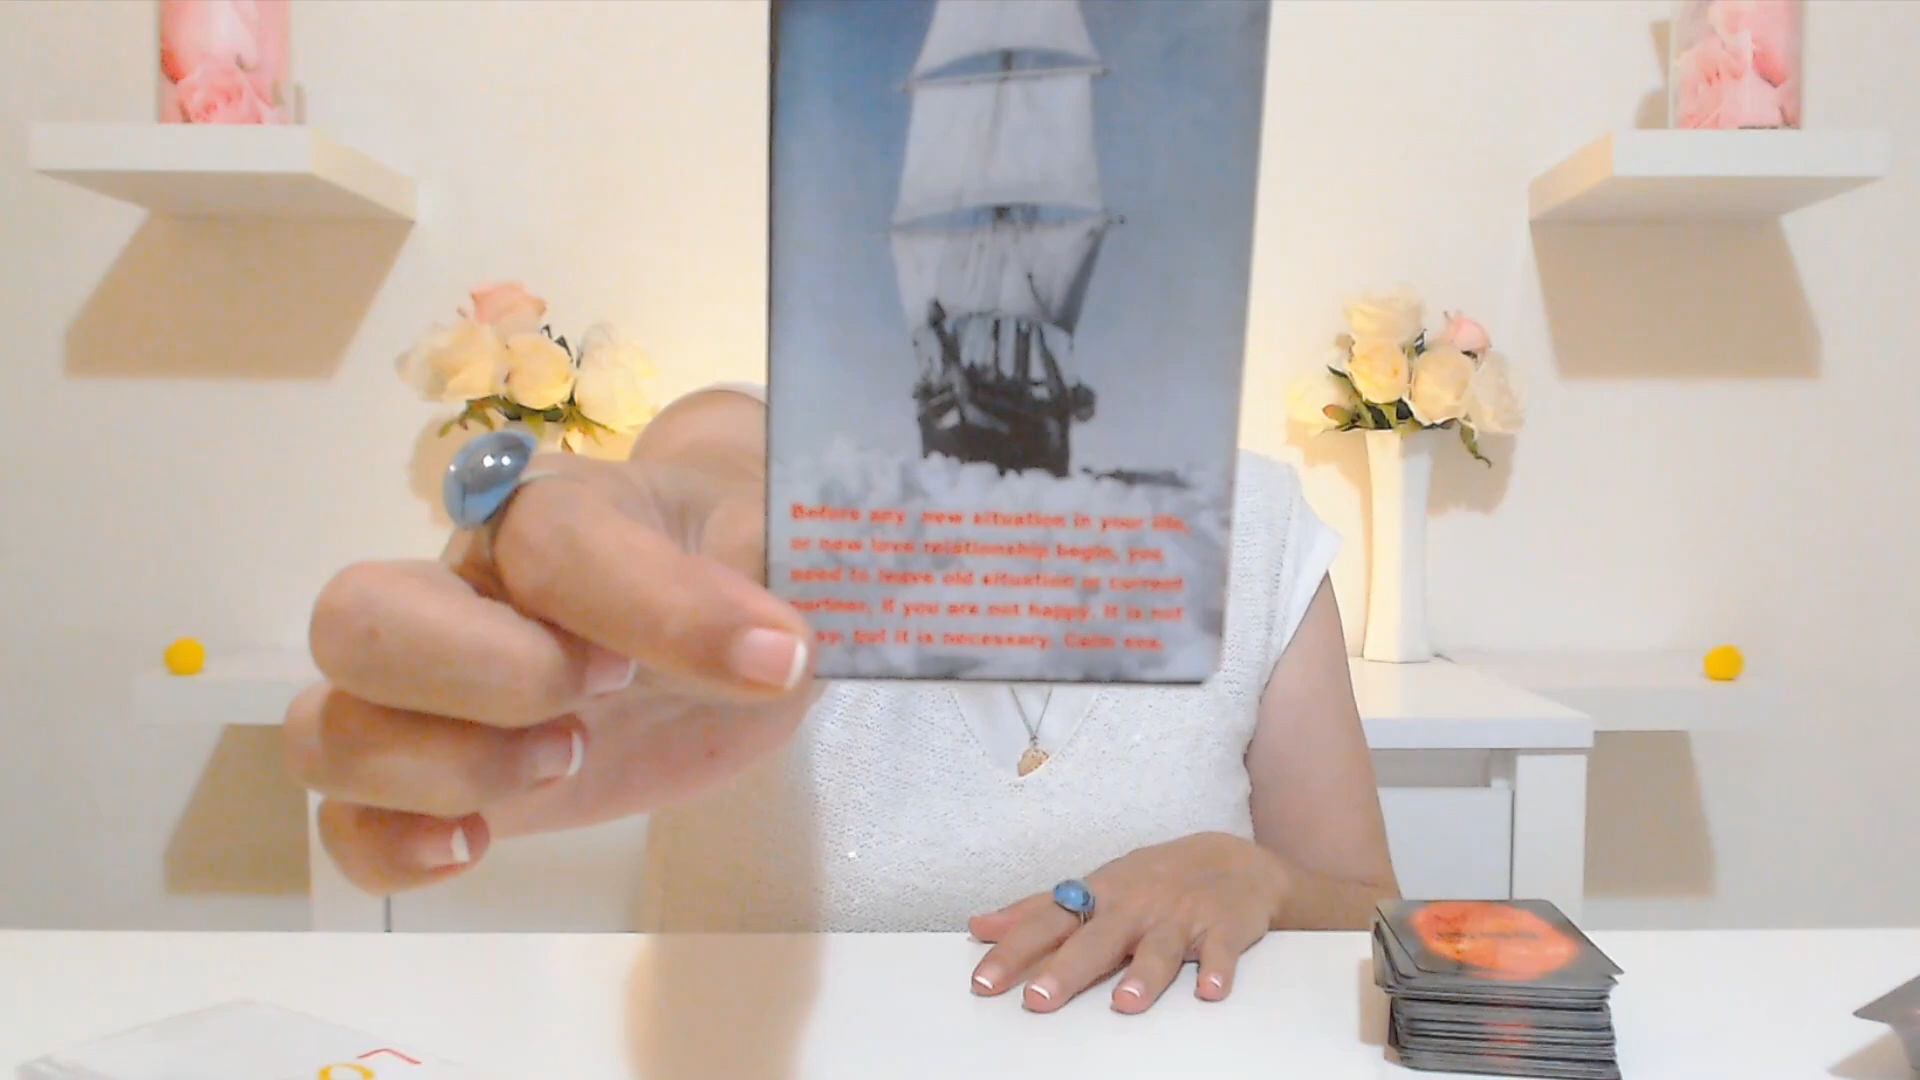 Before any new situation in your life,
or new love relationship begin, you
need to leave old situation or current
partner, if you are not happy. It is not
but it is necessary. Calm sea.